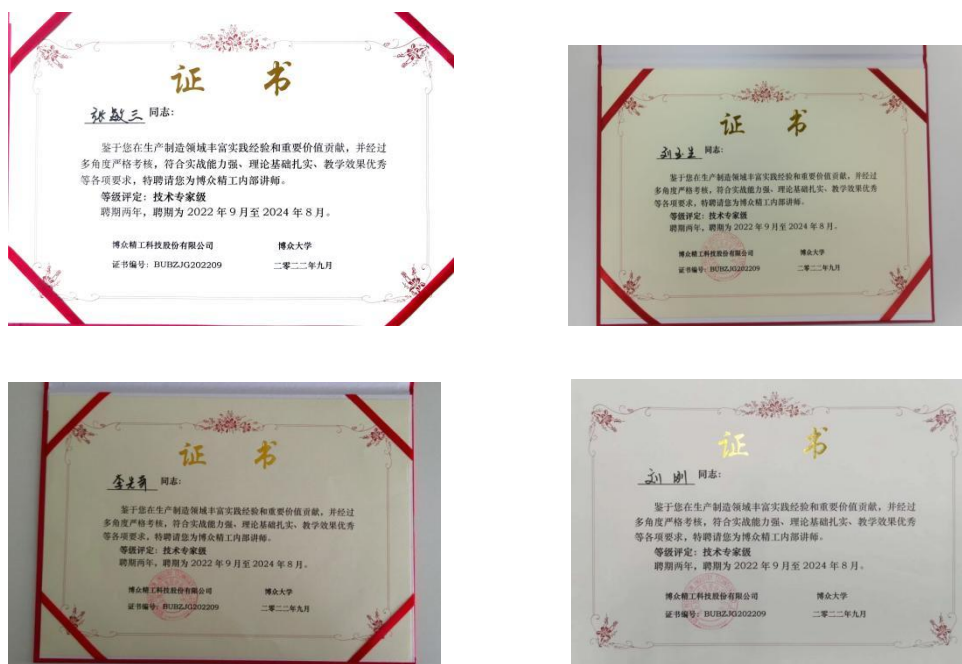 证 书
张敏三 同志:
鉴于您在生产制造领域丰富实践经验和重要价值贡献，并经过
多角度严格考核，符合实战能力强、理论基础扎实、教学效果优秀
等各项要求，特聘请您为博众精工内部讲师。
等级评定：技术专家级
聘期两年，聘期为 2022 年 9 月至 2024 年 8 月。
博众精工科技股份有限公司 博众大学
证书编号：BUBZJG202209 二零二二年九月
证 书
刘玉生 同志:
鉴于您在生产制造领域丰富实践经验和重要价值贡献，并经过
多角度严格考核，符合实战能力强、理论基础扎实、教学效果优秀
等各项要求，特聘请您为博众精工内部讲师。
等级评定：技术专家级
聘期两年，聘期为 2022 年 9 月至 2024 年 8 月。
博众精工科技股份有限公司 博众大学
证书编号：BUBZJG202209 二零二二年九月
证 书
同志:
鉴于您在生产制造领域丰富实践经验和重要价值贡献，并经过
多角度严格考核，符合实战能力强、理论基础扎实、教学效果优秀
等各项要求，特聘请您为博众精工内部讲师。
等级评定：技术专家级
聘期两年，聘期为 2022 年 9 月至 2024 年 8 月。
博众精工科技股份有限公司 博众大学
证书编号：BUBZJG202209 二零二二年九月
证 书
刘刚 同志:
鉴于您在生产制造领域丰富实践经验和重要价值贡献，并经过
多角度严格考核，符合实战能力强、理论基础扎实、教学效果优秀
等各项要求，特聘请您为博众精工内部讲师。
等级评定：技术专家级
聘期两年，聘期为 2022 年 9 月至 2024 年 8 月。
博众精工科技股份有限公司 博众大学
证书编号：BUBZJG202209 二零二二年九月